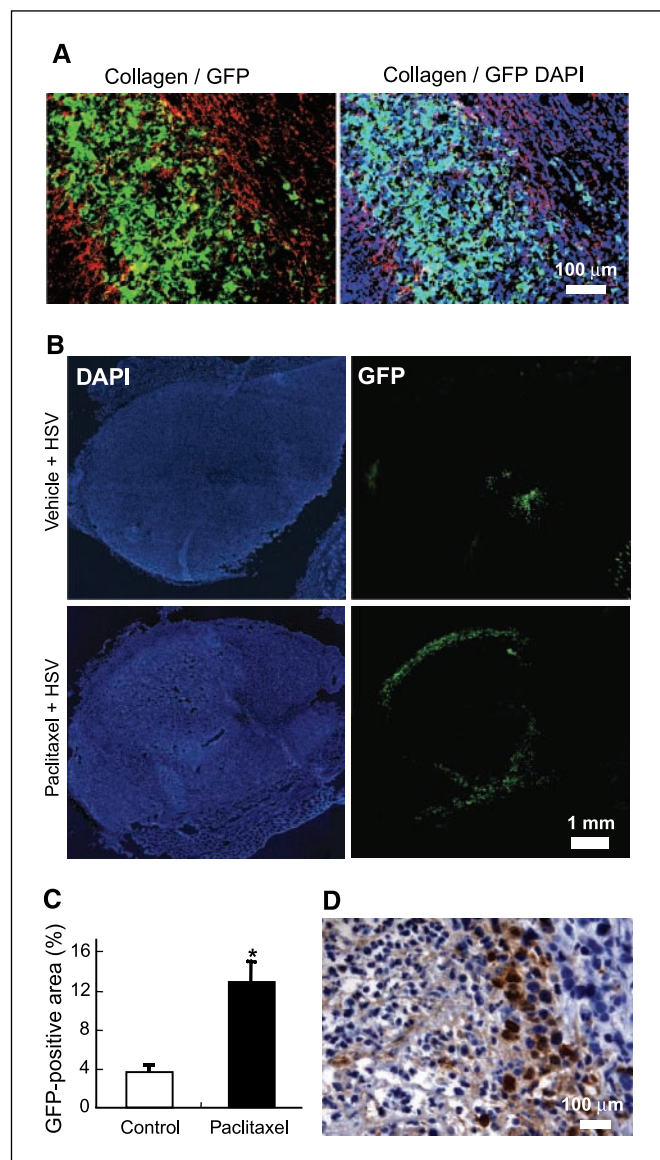 A
Collagen / GFP
Collagen / GFP DAPI
100 µm
B
DAPI
GFP
Vehicle + HSV
Paclitaxel + HSV
1 mm
C
GFP-positive area (%)
16
12
8
4
0
*
Control
Paclitaxel
D
100 µm